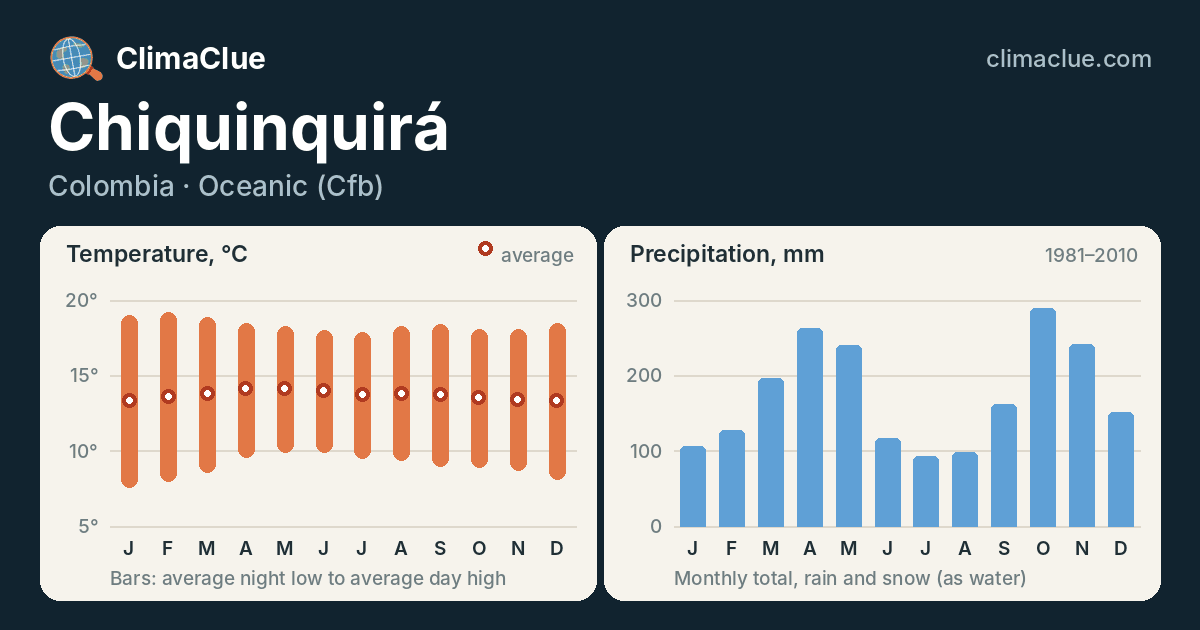 ClimaClue
climaclue.com
Chiquinquirá
Colombia · Oceanic (Cfb)
Temperature, °C
average
20°
15°
10°
5°
J F M A M J J A S O N D
Bars: average night low to average day high
Precipitation, mm
1981–2010
300
200
100
0
J F M A M J J A S O N D
Monthly total, rain and snow (as water)